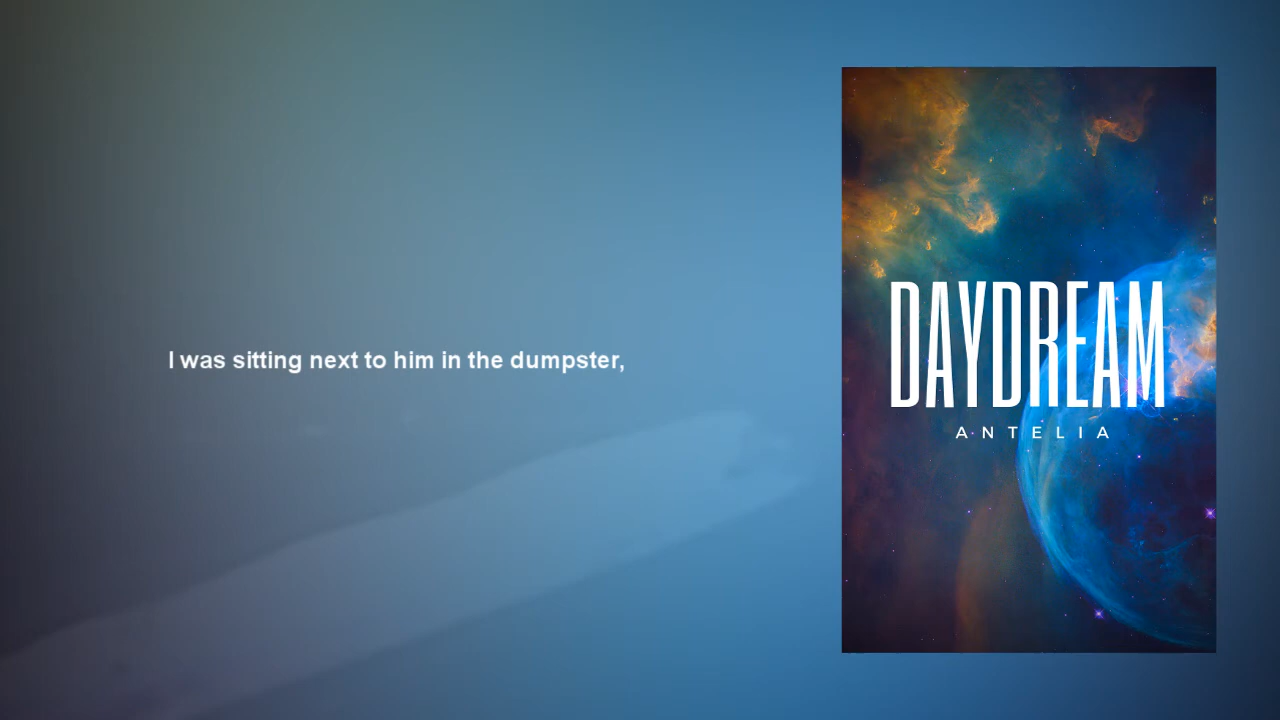 I was sitting next to him in the dumpster,
DAYDREAM
ANTELIA